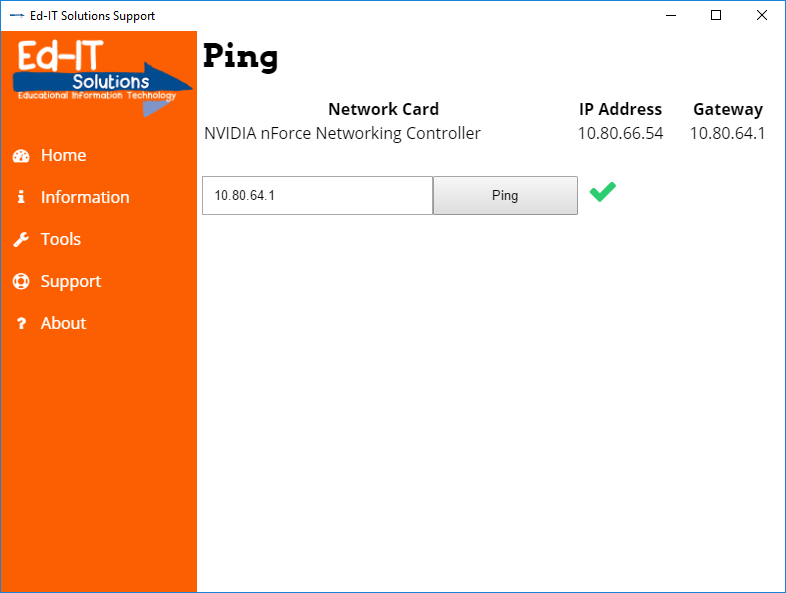 Ed-IT Solutions Support
Ed-IT
Solutions
Educational Information Technology
Home
Information
Tools
Support
About
Ping
Network Card IP Address Gateway
NVIDIA nForce Networking Controller 10.80.66.54 10.80.64.1
10.80.64.1 Ping